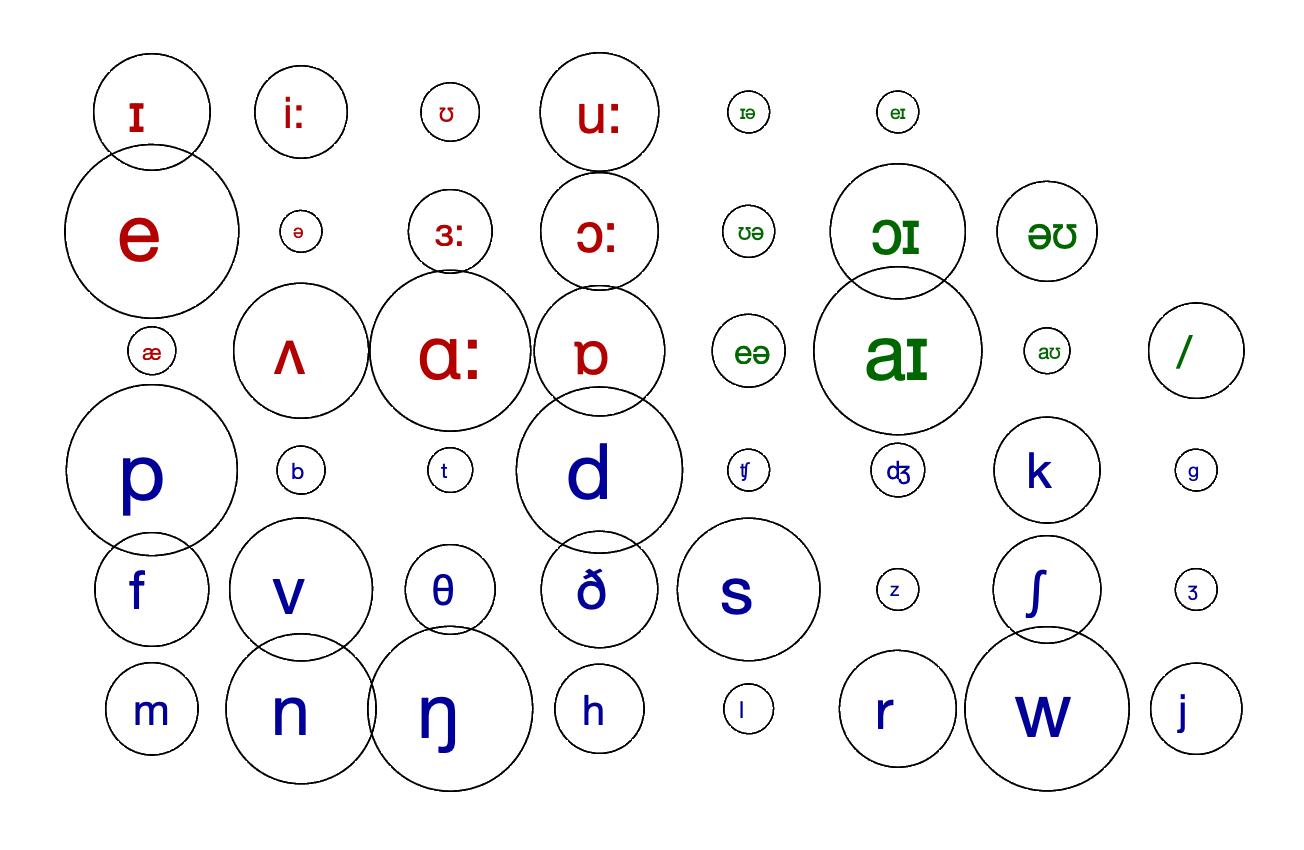 ɪ i: ʊ u: ɪə eɪ
e ə ɜ: ɔ: ʊə ɔɪ əʊ
æ ʌ ɑ: ɒ eə aɪ aʊ /
p b t d ʧ ʤ k g
f v θ ð s z ʃ ʒ
m n ŋ h l r w j